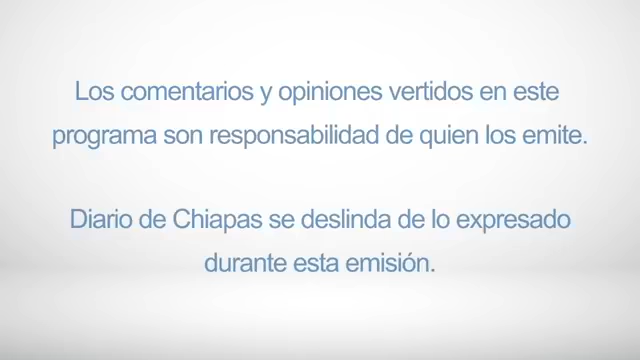 Los comentarios y opiniones vertidos en este
programa son responsabilidad de quien los emite.
Diario de Chiapas se deslinda de lo expresado
durante esta emisión.